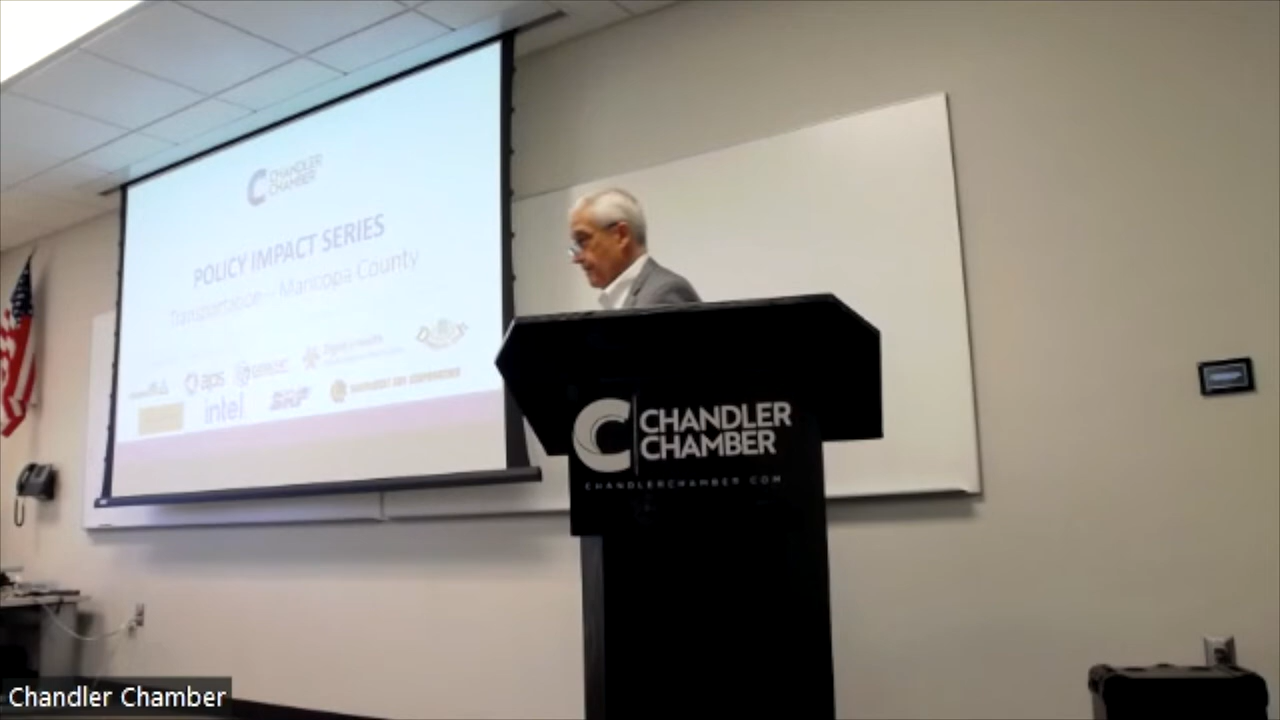 CHANDLER
CHAMBER
POLICY IMPACT SERIES
Transportation - Maricopa County
aps
intel
SRP
CHANDLER
CHAMBER
CHANDLERCHAMBER.COM
Chandler Chamber